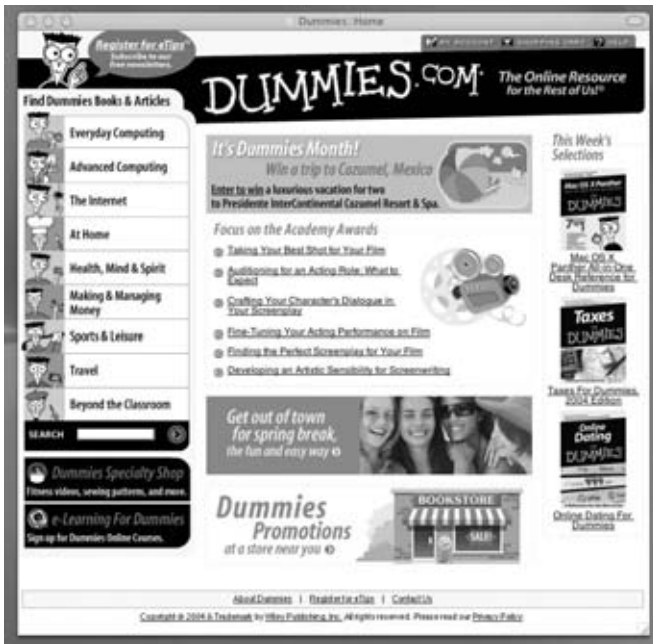 Dummies::Home
Register for eTips
Subscribe to our
free newsletters.
MY ACCOUNT
SHOPPING CART
HELP
DUMMIES.COM
The Online Resource
for the Rest of Us!®
Find Dummies Books & Articles
Everyday Computing
Advanced Computing
The Internet
At Home
Health, Mind & Spirit
Making & Managing
Money
Sports & Leisure
Travel
Beyond the Classroom
SEARCH
Dummies Specialty Shop
Fitness videos, sewing patterns, and more.
e-Learning For Dummies
Sign up for Dummies Online Courses.
It's Dummies Month!
Win a trip to Cozumel, Mexico
Enter to win a luxurious vacation for two
to Presidente InterContinental Cozumel Resort & Spa.
Focus on the Academy Awards
Taking Your Best Shot for Your Film
Auditioning for an Acting Role, What to
Expect
Crafting Your Character's Dialogue in
Your Screenplay
Fine-Tuning Your Acting Performance on Film
Finding the Perfect Screenplay for Your Film
Developing an Artistic Sensibility for Screenwriting
Get out of town
for spring break,
the fun and easy way
Dummies
Promotions
at a store near you
BOOKSTORE
SALE!
This Week's
Selections
Mac OS X Panther
DUMMIES
Mac OS X
Panther All-in-One
Desk Reference for
Dummies
Taxes
DUMMIES
Taxes For Dummies,
2004 Edition
Online
Dating
DUMMIES
Online Dating For
Dummies
About Dummies | Register for eTips | Contact Us
Copyright © 2004 & Trademark by Wiley Publishing, Inc. All rights reserved. Please read our Privacy Policy